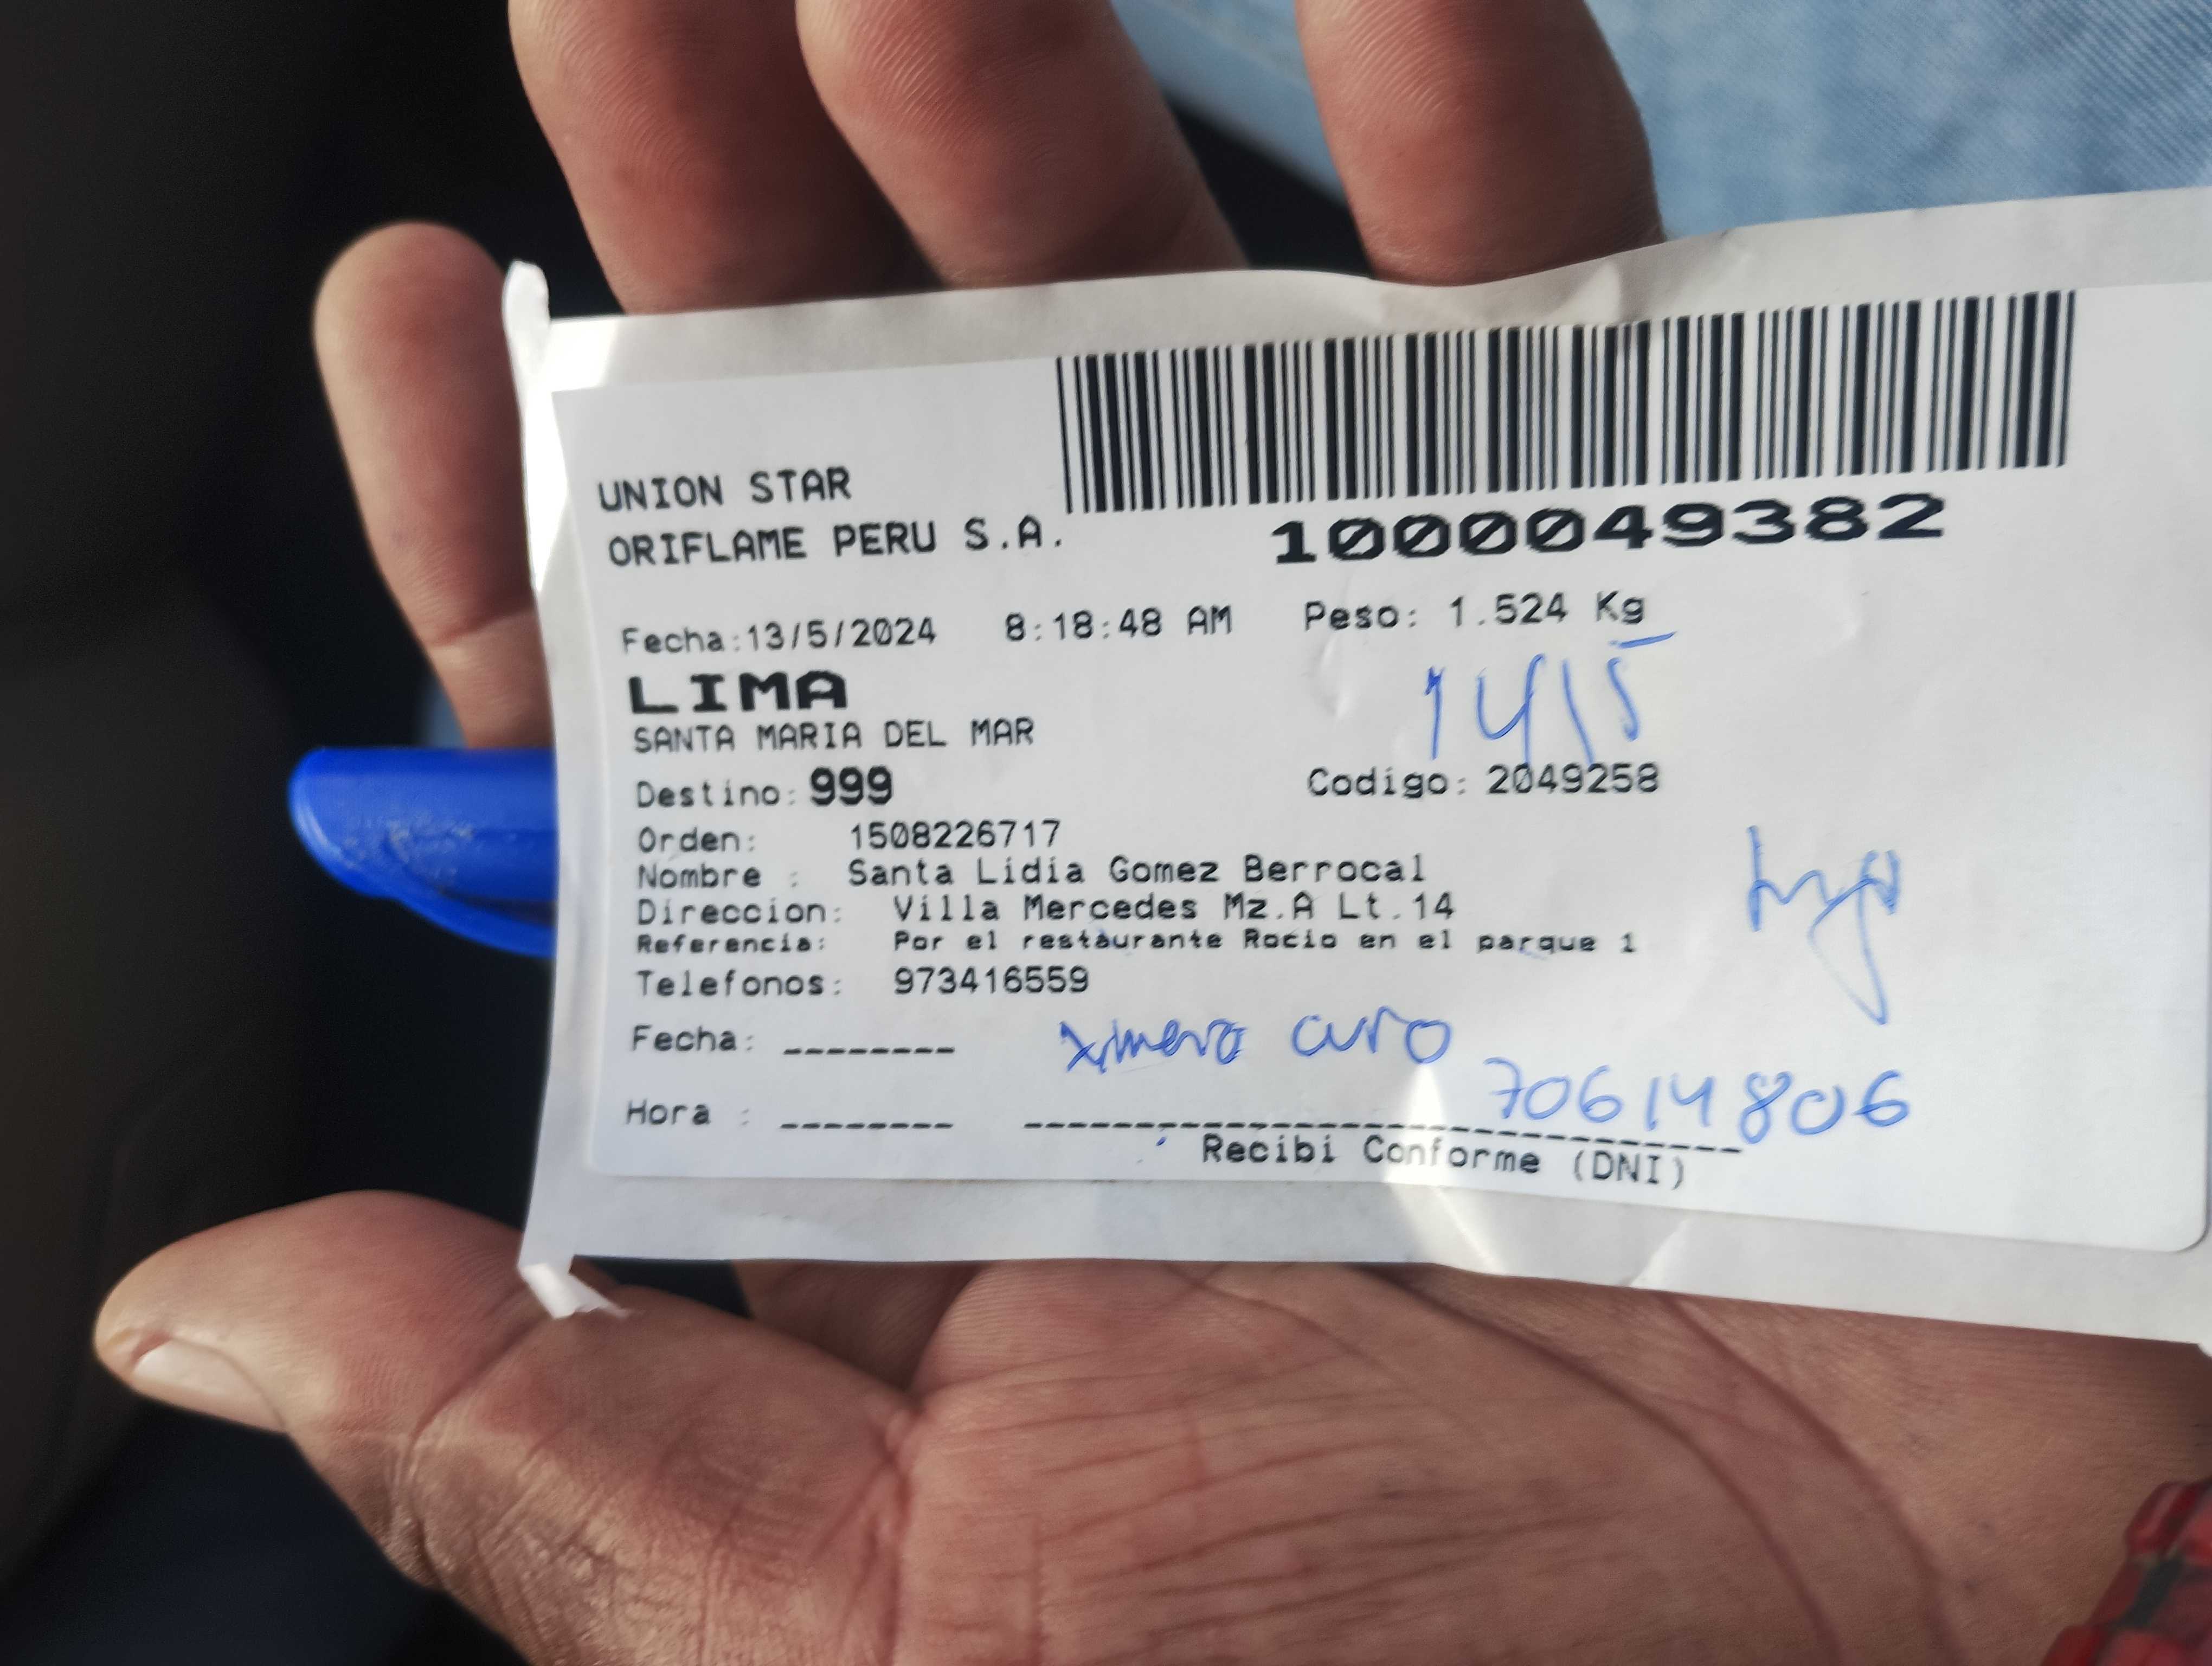 UNION STAR
ORIFLAME PERU S.A.
1000049382
Fecha:13/5/2024 8:18:48 AM Peso: 1.524 Kg
LIMA
14/5
SANTA MARIA DEL MAR
Destino: 999 Codigo: 2049258
Orden: 1508226717
Nombre : Santa Lidia Gomez Berrocal
Direccion: Villa Mercedes Mz.A Lt.14
Referencia: Por el restaurante Rocio en el parque 1
Telefonos: 973416559
Fecha: --------
70614806
Hora : --------
Recibi Conforme (DNI)